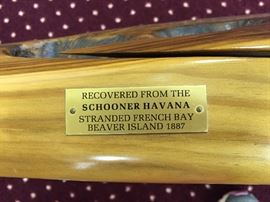 RECOVERED FROM THE
SCHOONER HAVANA
STRANDED FRENCH BAY
BEAVER ISLAND 1887